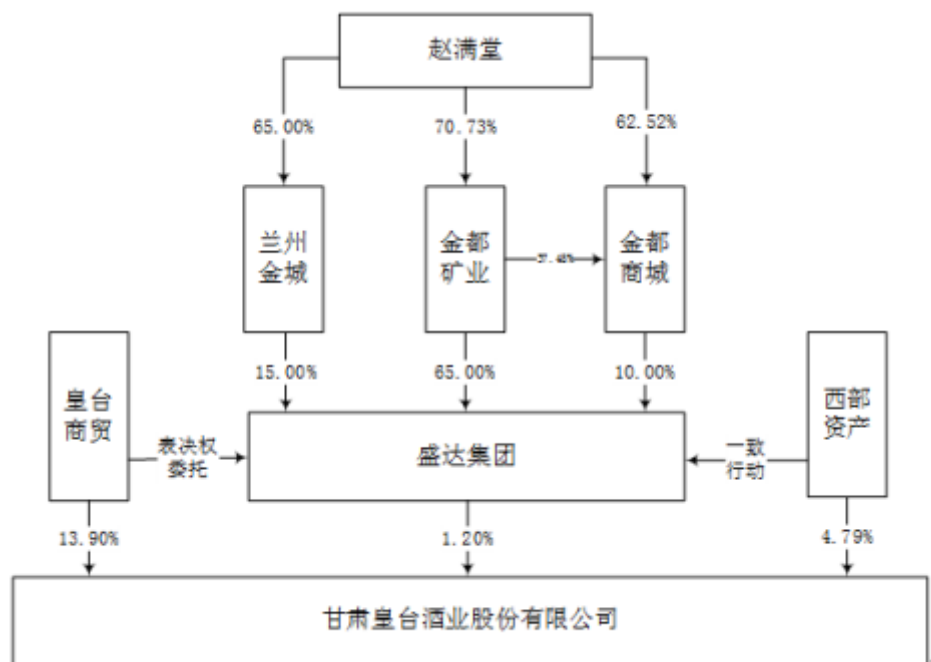 赵满堂
65.00%
70.73%
62.52%
兰州
金城
金都
矿业
37.48%
金都
商城
皇台
商贸
15.00%
65.00%
10.00%
西部
资产
表决权
委托
盛达集团
一致
行动
13.90%
1.20%
4.79%
甘肃皇台酒业股份有限公司